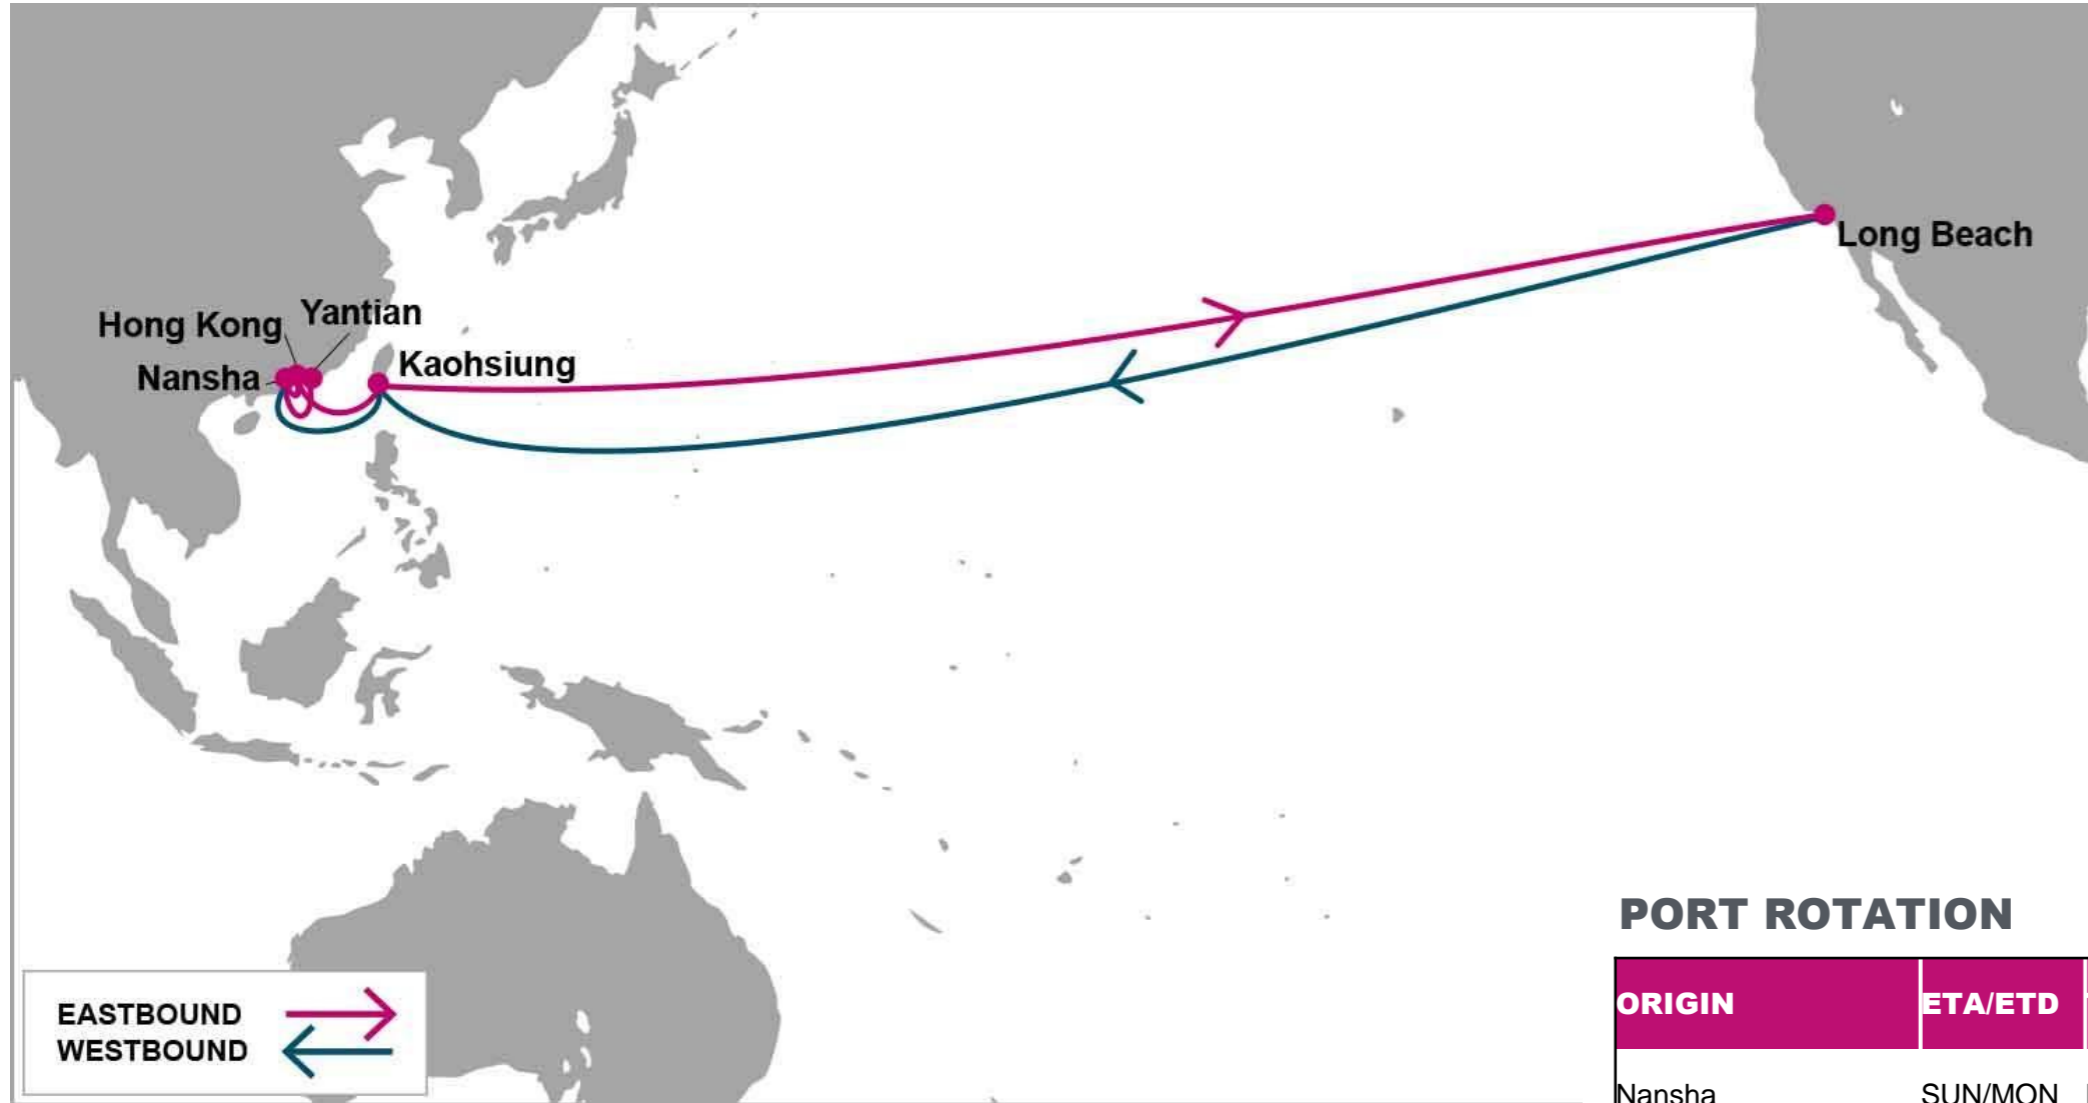 Hong Kong
Yantian
Nansha
Kaohsiung
Long Beach
EASTBOUND
WESTBOUND
PORT ROTATION
ORIGIN ETA/ETD
Nansha SUN/MON